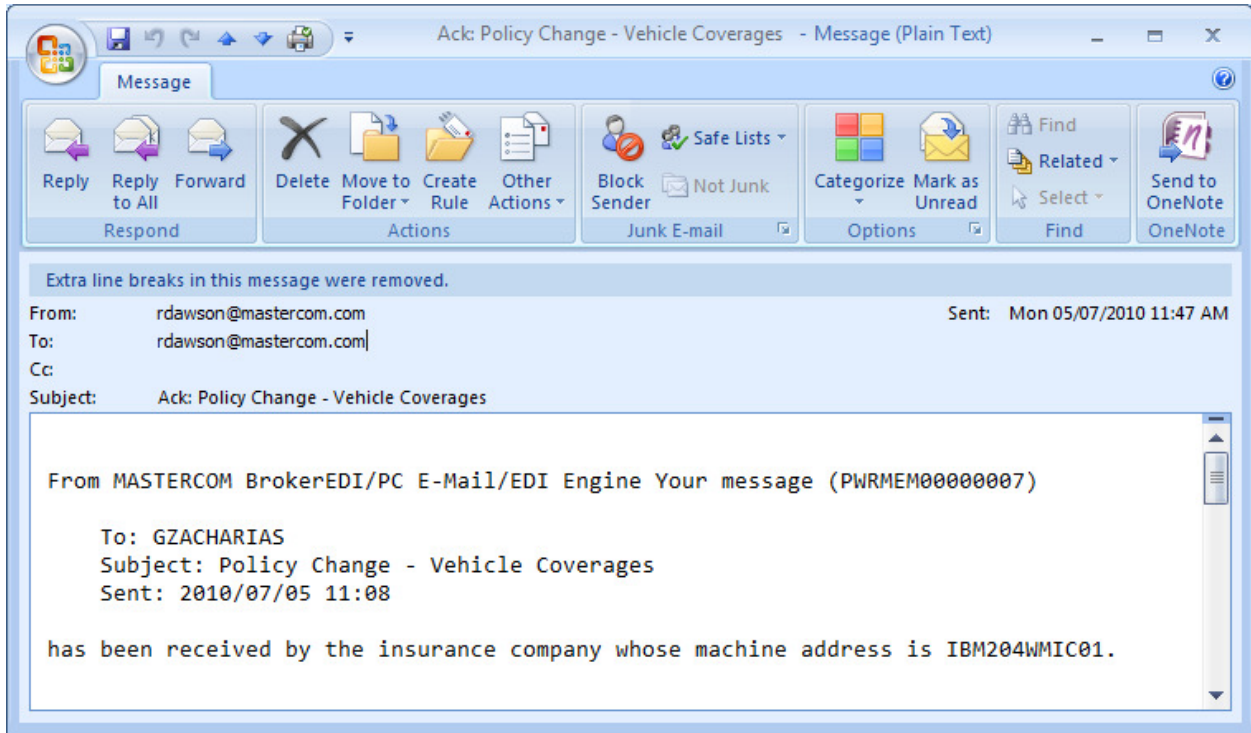 Ack: Policy Change - Vehicle Coverages - Message (Plain Text)
Message
Reply
Reply to All
Forward
Delete
Move to Folder
Create Rule
Other Actions
Block Sender
Safe Lists
Not Junk
Categorize
Mark as Unread
Find
Related
Select
Send to OneNote
Respond
Actions
Junk E-mail
Options
Find
OneNote
Extra line breaks in this message were removed.
From: rdawson@mastercom.com Sent: Mon 05/07/2010 11:47 AM
To: rdawson@mastercom.com
Cc:
Subject: Ack: Policy Change - Vehicle Coverages
From MASTERCOM BrokerEDI/PC E-Mail/EDI Engine Your message (PWRMEM00000007)
To: GZACHARIAS
Subject: Policy Change - Vehicle Coverages
Sent: 2010/07/05 11:08
has been received by the insurance company whose machine address is IBM204WMIC01.